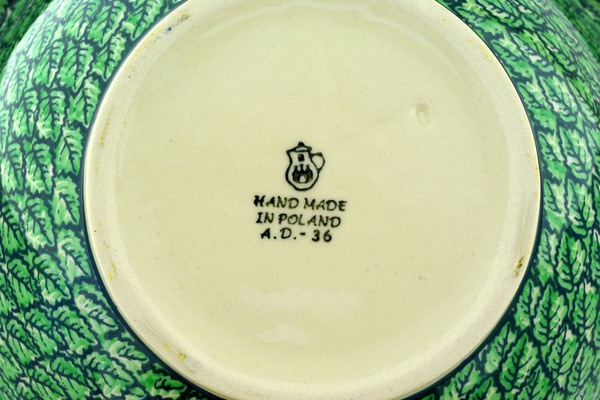 HAND MADE
IN POLAND
A.D.- 36